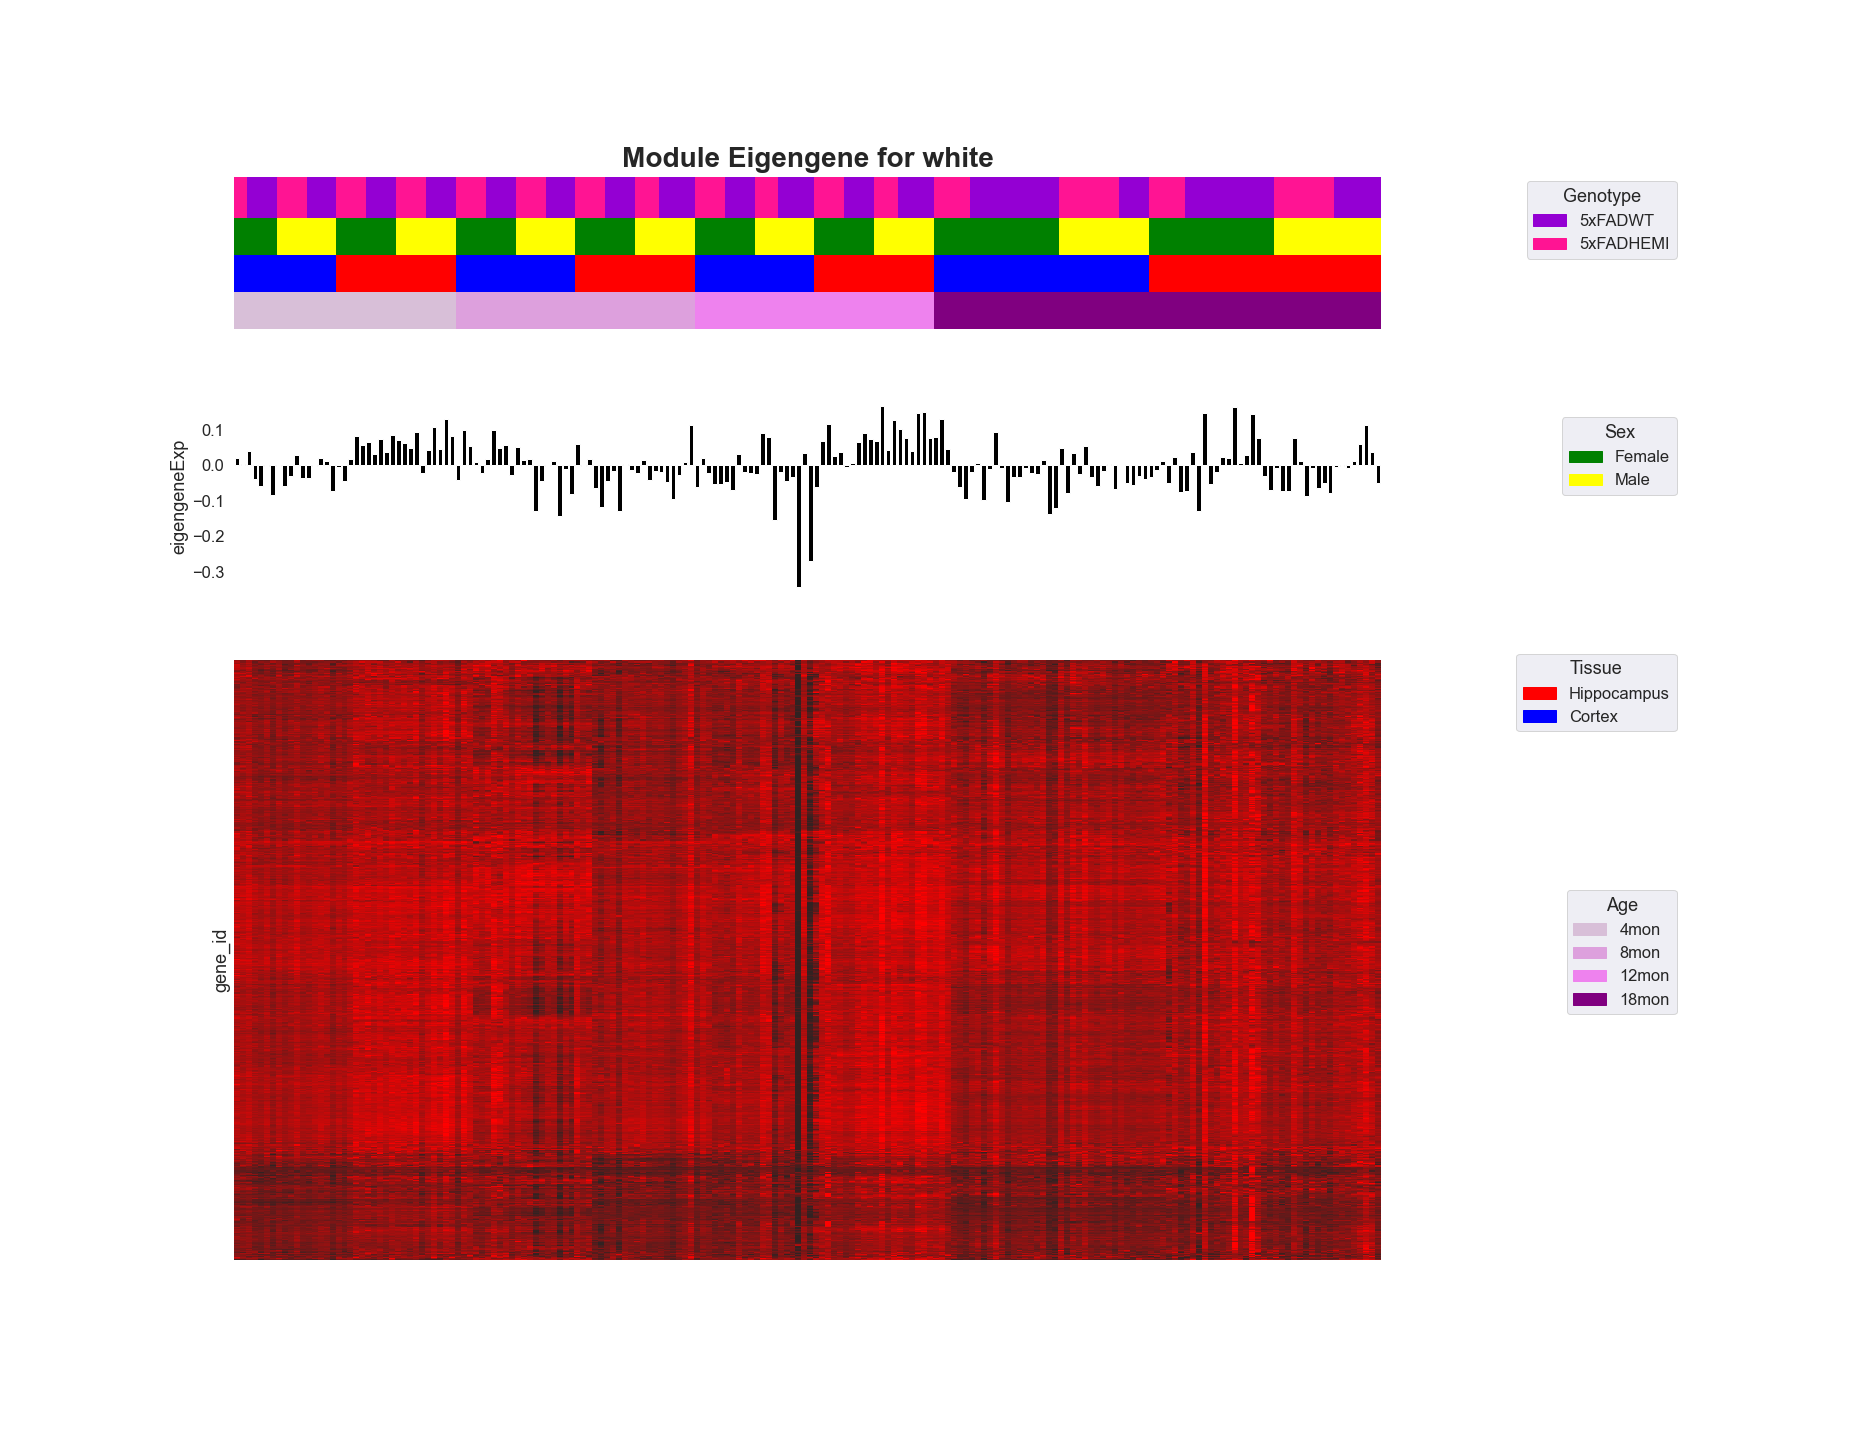 Module Eigengene for white
Genotype
5xFADWT
5xFADHEMI
eigengeneExp
0.1
0.0
−0.1
−0.2
−0.3
Sex
Female
Male
gene_id
Tissue
Hippocampus
Cortex
Age
4mon
8mon
12mon
18mon